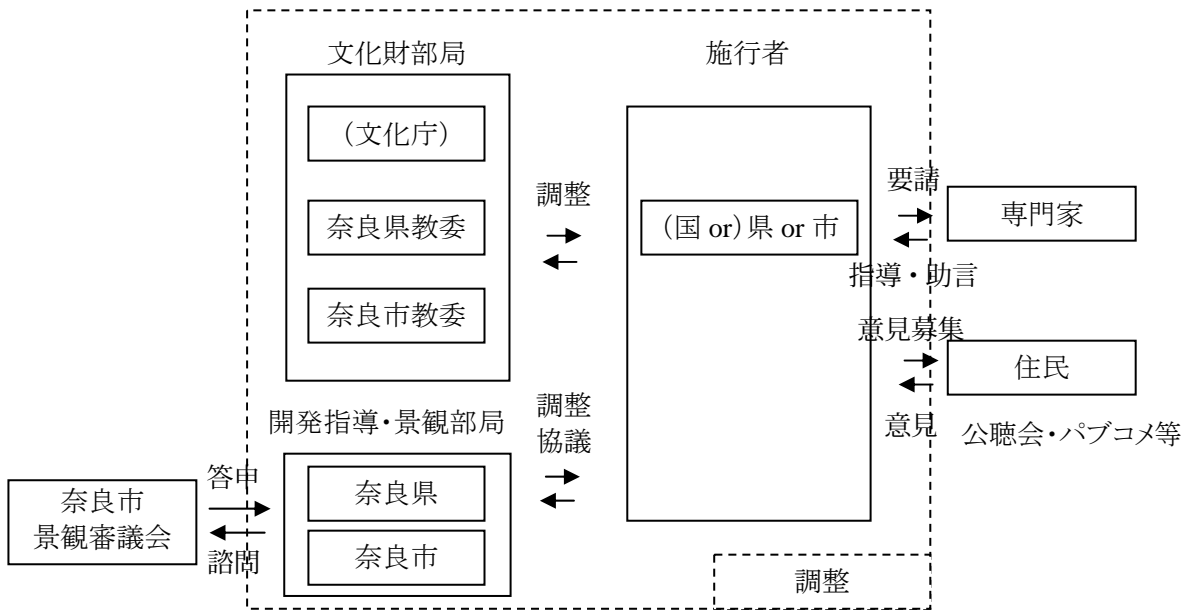 文化財部局
施行者
(文化庁)
奈良県教委
奈良市教委
調整
(国 or)県 or 市
要請
専門家
指導・助言
意見募集
住民
意見
公聴会・パブコメ等
開発指導・景観部局
調整
協議
奈良県
奈良市
答申
奈良市
景観審議会
諮問
調整